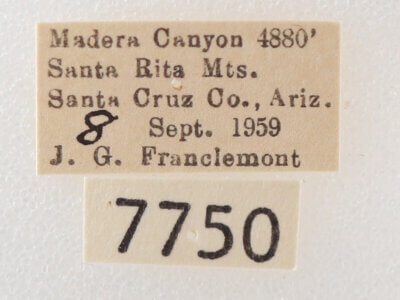 Madera Canyon 4880'
Santa Rita Mts.
Santa Cruz Co., Ariz.
8 Sept. 1959
J. G. Franclemont
7750